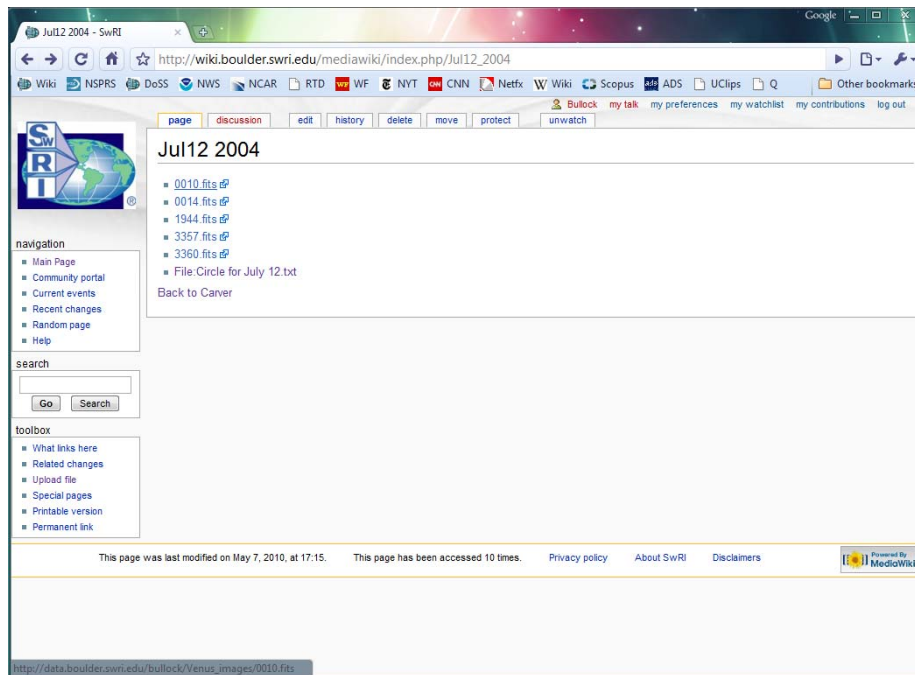 Google
Jul12 2004 - SwRI
http://wiki.boulder.swri.edu/mediawiki/index.php/Jul12_2004
Wiki NSPRS DoSS NWS NCAR RTD WF NYT CNN Netfx Wiki Scopus ADS UClips Q Other bookmarks
Bullock my talk my preferences my watchlist my contributions log out
page discussion edit history delete move protect unwatch
SwRI ®
Jul12 2004
0010.fits
0014.fits
1944.fits
3357.fits
3360.fits
File:Circle for July 12.txt
Back to Carver
navigation
Main Page
Community portal
Current events
Recent changes
Random page
Help
search
Go Search
toolbox
What links here
Related changes
Upload file
Special pages
Printable version
Permanent link
This page was last modified on May 7, 2010, at 17:15. This page has been accessed 10 times. Privacy policy About SwRI Disclaimers
Powered By
MediaWiki
http://data.boulder.swri.edu/bullock/Venus_images/0010.fits